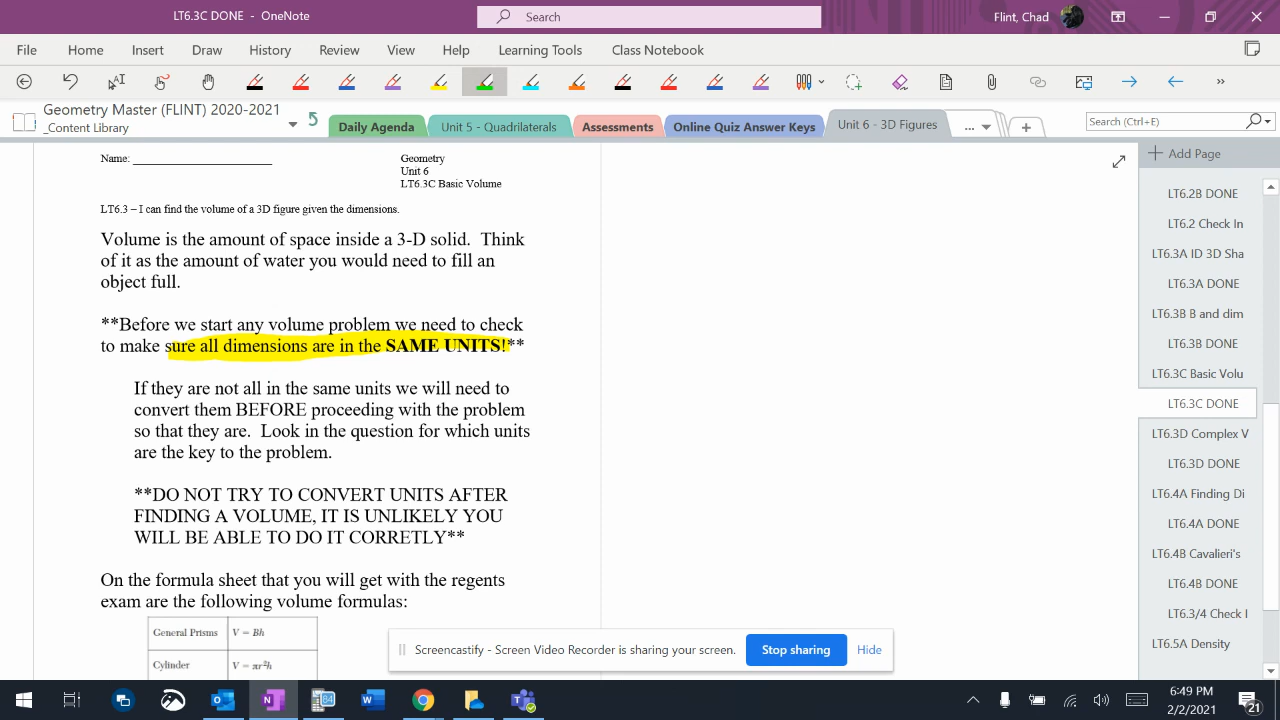 LT6.3C DONE - OneNote
Search
Flint, Chad
File Home Insert Draw History Review View Help Learning Tools Class Notebook
Geometry Master (FLINT) 2020-2021
_Content Library
Daily Agenda Unit 5 - Quadrilaterals Assessments Online Quiz Answer Keys Unit 6 - 3D Figures ...
Search (Ctrl+E)
Add Page
Name:
Geometry
Unit 6
LT6.3C Basic Volume
LT6.3 – I can find the volume of a 3D figure given the dimensions.
Volume is the amount of space inside a 3-D solid. Think
of it as the amount of water you would need to fill an
object full.
**Before we start any volume problem we need to check
to make sure all dimensions are in the SAME UNITS!**
If they are not all in the same units we will need to
convert them BEFORE proceeding with the problem
so that they are. Look in the question for which units
are the key to the problem.
**DO NOT TRY TO CONVERT UNITS AFTER
FINDING A VOLUME, IT IS UNLIKELY YOU
WILL BE ABLE TO DO IT CORRETLY**
On the formula sheet that you will get with the regents
exam are the following volume formulas:
General Prisms V = Bh
Cylinder V = πr²h
LT6.2B DONE
LT6.2 Check In
LT6.3A ID 3D Sha
LT6.3A DONE
LT6.3B B and dim
LT6.3B DONE
LT6.3C Basic Volu
LT6.3C DONE
LT6.3D Complex V
LT6.3D DONE
LT6.4A Finding Di
LT6.4A DONE
LT6.4B Cavalieri's
LT6.4B DONE
LT6.3/4 Check I
LT6.5A Density
Screencastify - Screen Video Recorder is sharing your screen.
Stop sharing
Hide
6:49 PM
2/2/2021
21